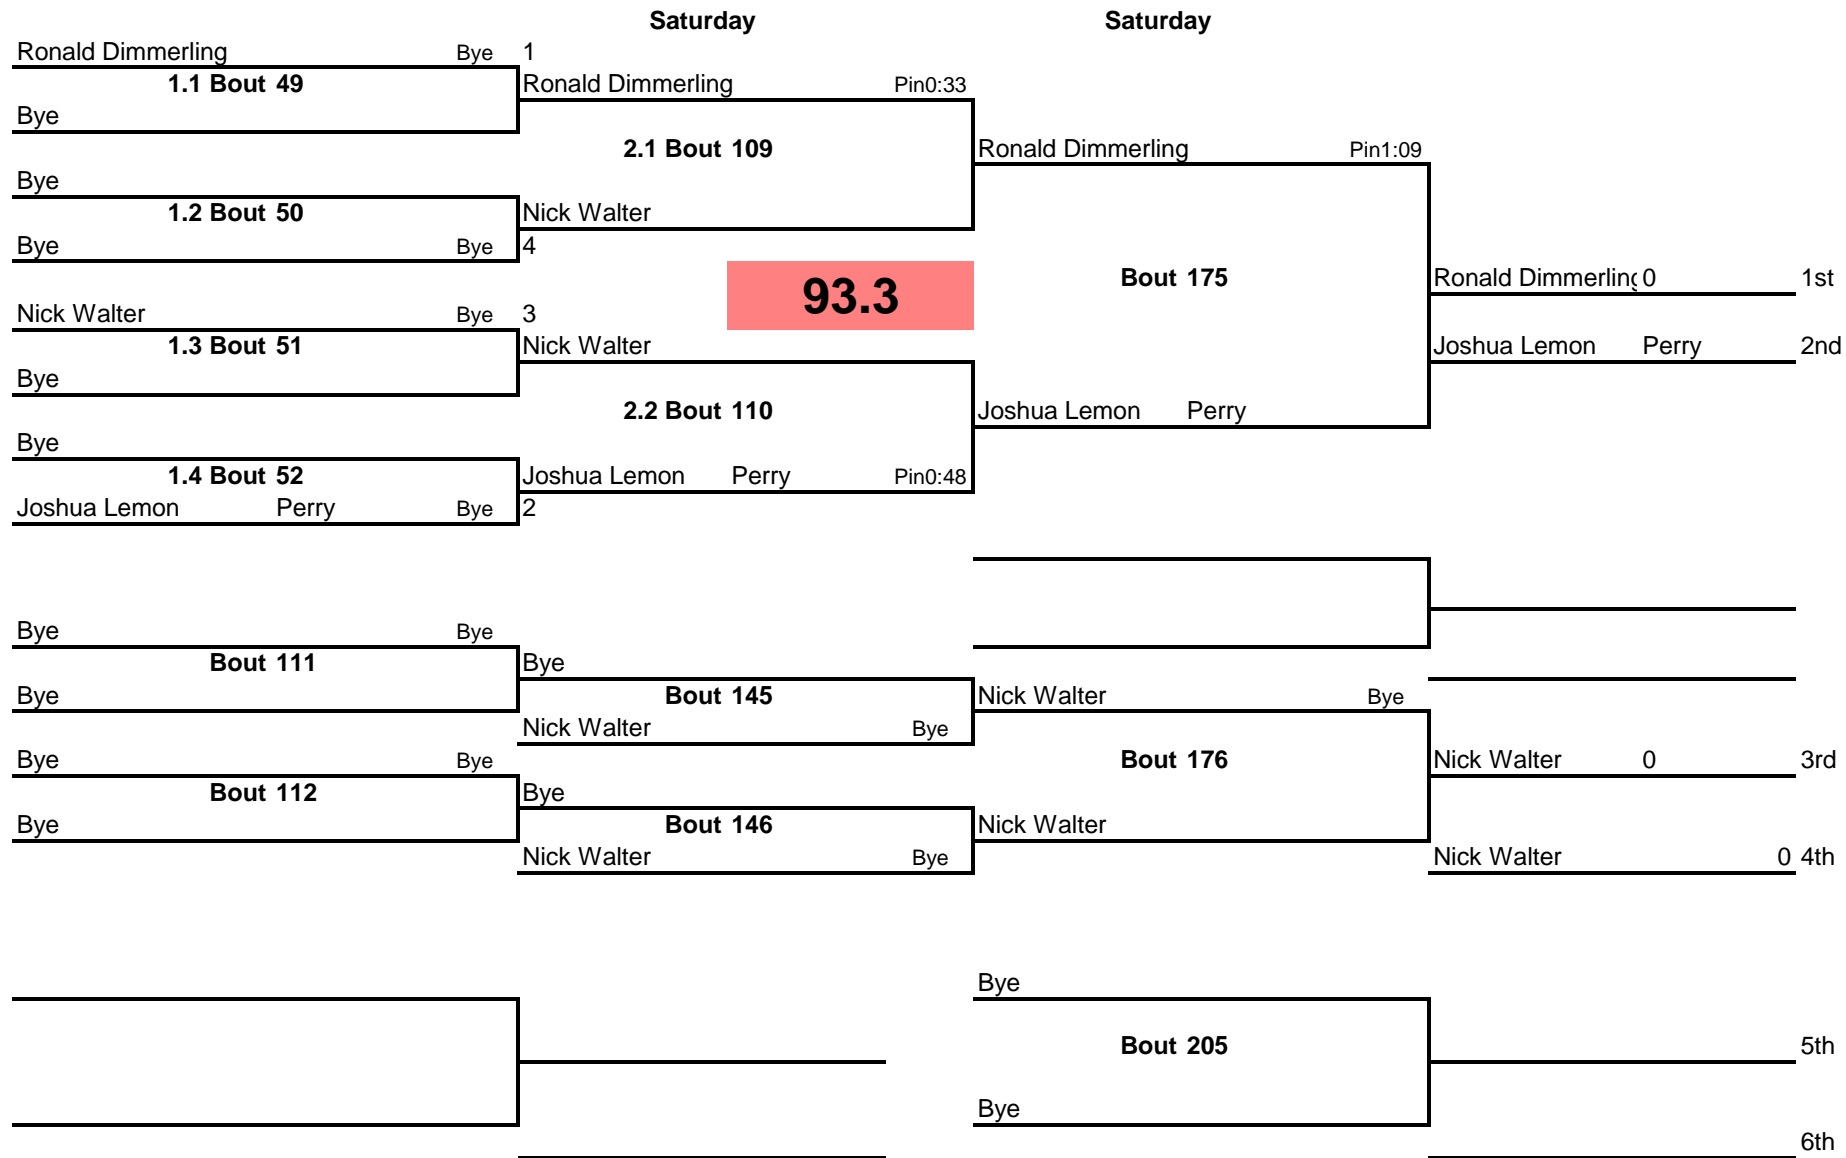 Saturday Saturday
Ronald Dimmerling Bye 1
1.1 Bout 49 Ronald Dimmerling Pin0:33
Bye
2.1 Bout 109 Ronald Dimmerling Pin1:09
Bye
1.2 Bout 50 Nick Walter
Bye Bye 4
93.3 Bout 175 Ronald Dimmerling 0 1st
Nick Walter Bye 3
1.3 Bout 51 Nick Walter Joshua Lemon Perry 2nd
Bye
2.2 Bout 110 Joshua Lemon Perry
Bye
1.4 Bout 52 Joshua Lemon Perry Pin0:48
Joshua Lemon Perry Bye 2
Bye Bye
Bout 111 Bye
Bye Bout 145 Nick Walter Bye
Nick Walter Bye
Bye Bye Bout 176 Nick Walter 0 3rd
Bout 112 Bye
Bye Bout 146 Nick Walter
Nick Walter Bye Nick Walter 0 4th
Bye
Bout 205 5th
Bye
6th